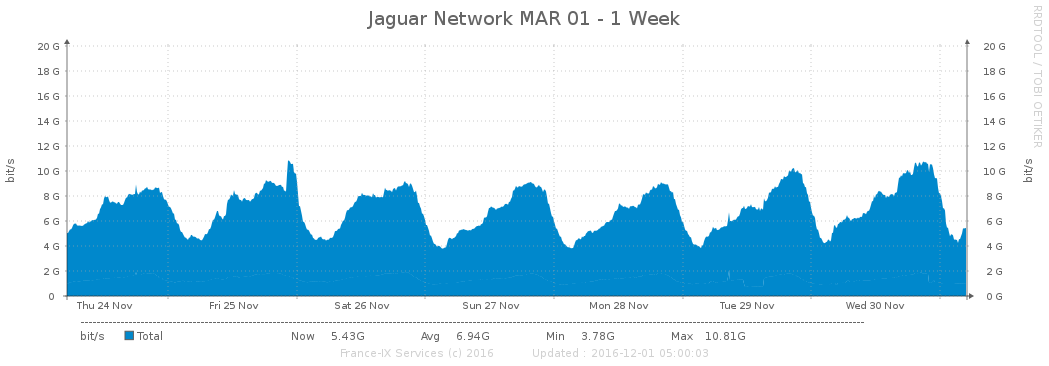 Jaguar Network MAR 01 - 1 Week
RRDTOOL / TOBI OETIKER
bit/s
bit/s
20 G 20 G
18 G 18 G
16 G 16 G
14 G 14 G
12 G 12 G
10 G 10 G
8 G 8 G
6 G 6 G
4 G 4 G
2 G 2 G
0 0 G
Thu 24 Nov Fri 25 Nov Sat 26 Nov Sun 27 Nov Mon 28 Nov Tue 29 Nov Wed 30 Nov
bit/s Total Now 5.43G Avg 6.94G Min 3.78G Max 10.81G
France-IX Services (c) 2016 Updated : 2016-12-01 05:00:03